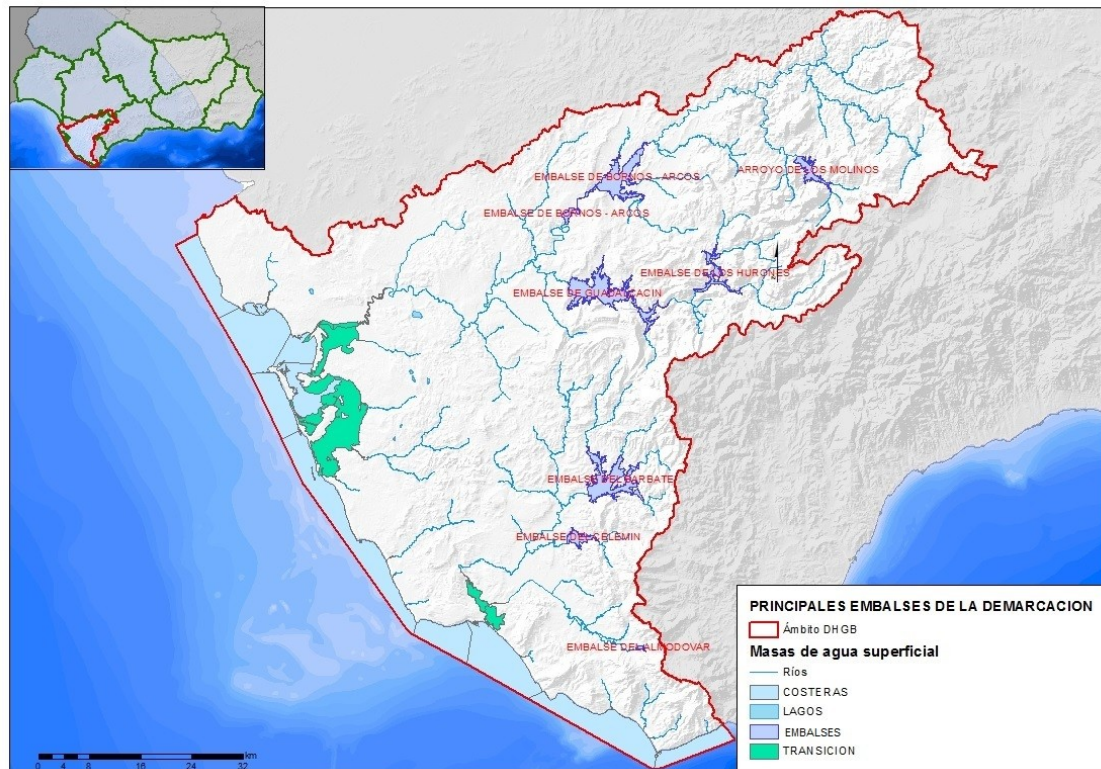 EMBALSE DE BORNOS - ARCOS
ARROYO DE LOS MOLINOS
EMBALSE DE BORNOS - ARCOS
EMBALSE DE LOS HURONES
EMBALSE DE GUADALCACIN
EMBALSE DEL BARBATE
EMBALSE DEL CELEMIN
EMBALSE DEL ALMODOVAR
PRINCIPALES EMBALSES DE LA DEMARCACION
Ámbito DHGB
Masas de agua superficial
Ríos
COSTERAS
LAGOS
EMBALSES
TRANSICION
km
0 4 8 16 24 32